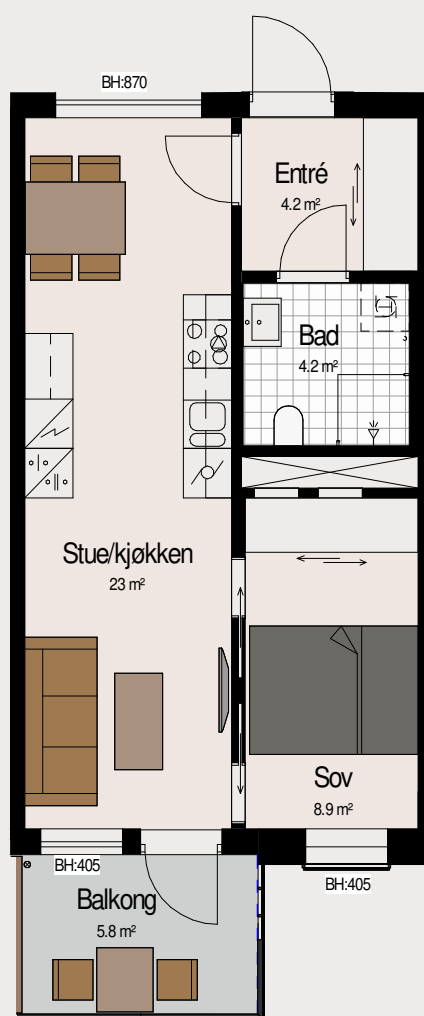 BH:870
Entré
4.2 m²
Bad
4.2 m²
Stue/kjøkken
23 m²
Sov
8.9 m²
BH:405
BH:405
Balkong
5.8 m²